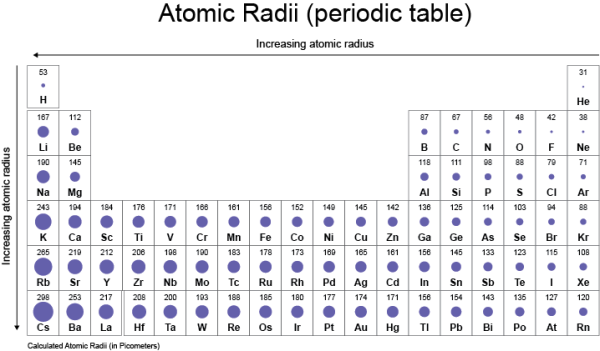 Atomic Radii (periodic table)
Increasing atomic radius
Increasing atomic radius
53 31
H He
167 112 87 67 56 48 42 38
Li Be B C N O F Ne
190 145 118 111 98 88 79 71
Na Mg Al Si P S Cl Ar
243 194 184 176 171 166 161 156 152 149 145 142 136 125 114 103 94 88
K Ca Sc Ti V Cr Mn Fe Co Ni Cu Zn Ga Ge As Se Br Kr
265 219 212 206 198 190 183 178 173 169 165 161 156 145 133 123 115 108
Rb Sr Y Zr Nb Mo Tc Ru Rh Pd Ag Cd In Sn Sb Te I Xe
298 253 217 208 200 193 188 185 180 177 174 171 156 154 143 135 127 120
Cs Ba La Hf Ta W Re Os Ir Pt Au Hg Tl Pb Bi Po At Rn
Calculated Atomic Radii (in Picometers)